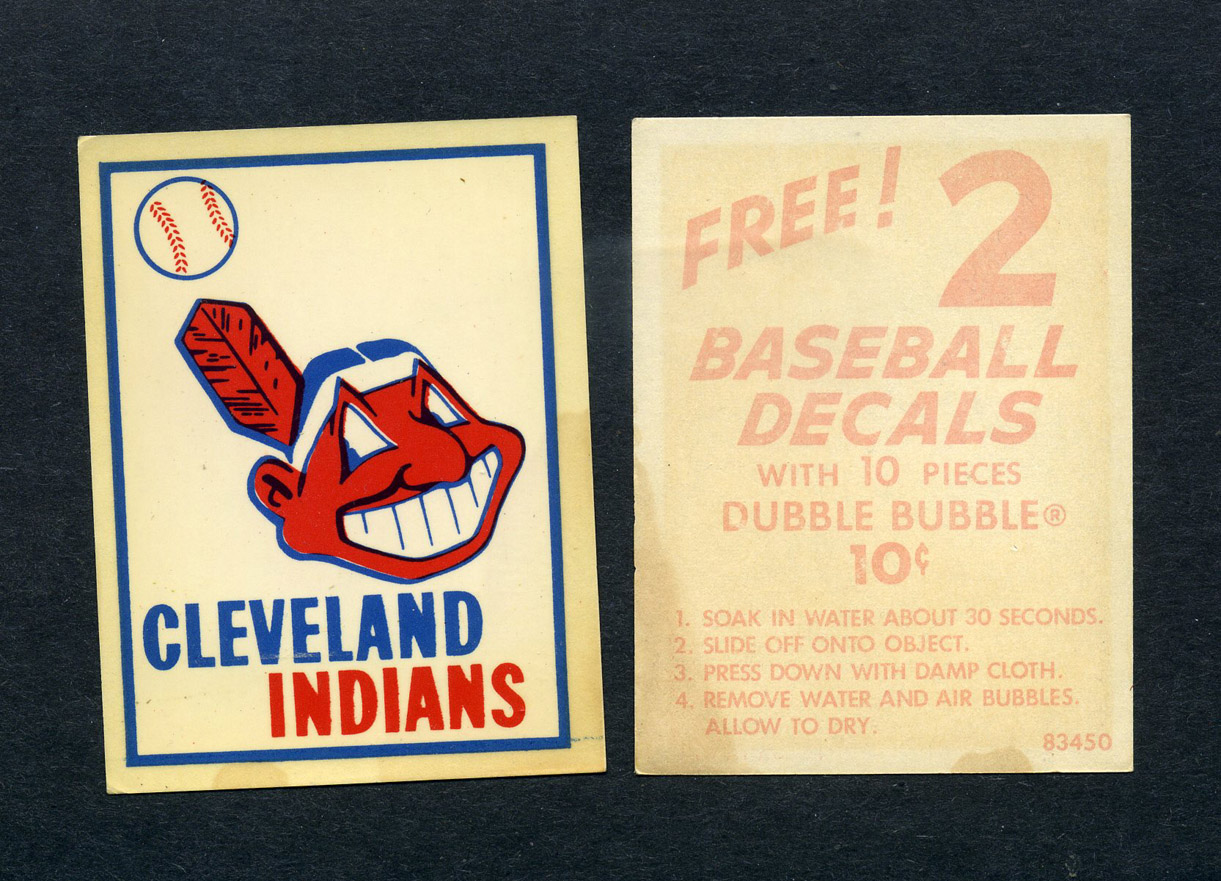 CLEVELAND
INDIANS
FREE! 2
BASEBALL
DECALS
WITH 10 PIECES
DUBBLE BUBBLE®
10¢
1. SOAK IN WATER ABOUT 30 SECONDS.
2. SLIDE OFF ONTO OBJECT.
3. PRESS DOWN WITH DAMP CLOTH.
4. REMOVE WATER AND AIR BUBBLES.
ALLOW TO DRY.
83450